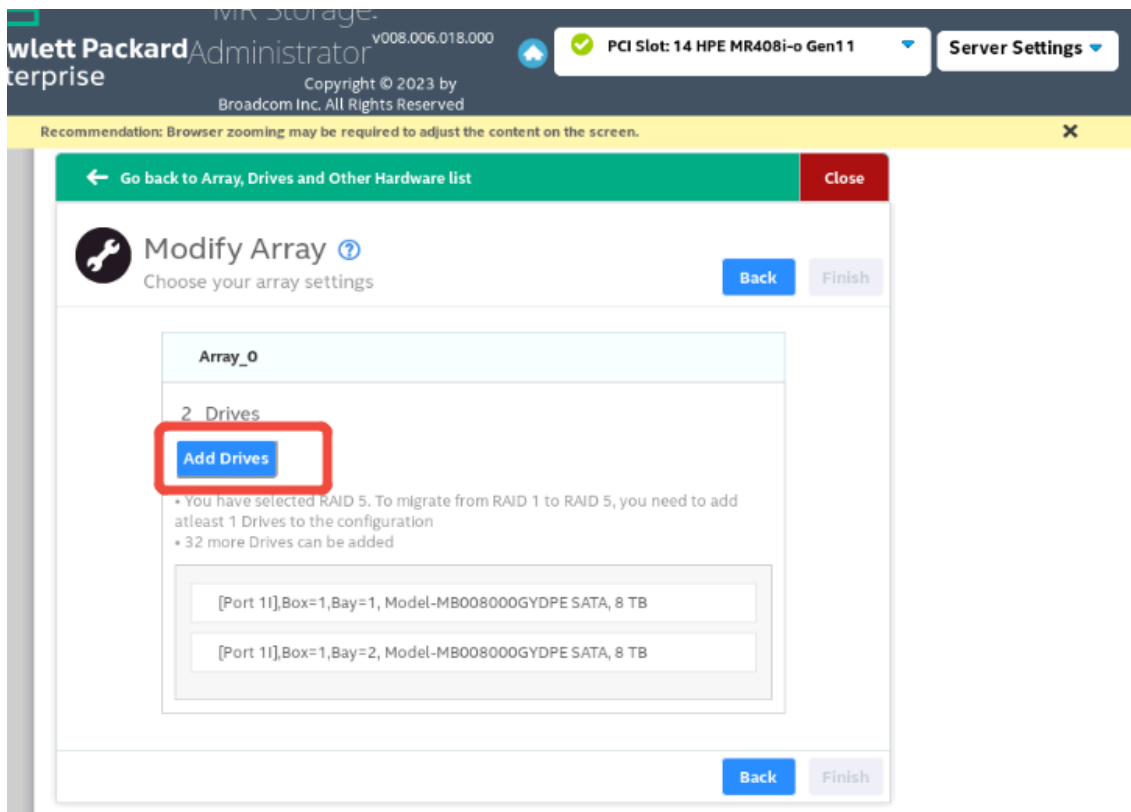 MR Storage.
wlett Packard
terprise
Administrator
v008.006.018.000
Copyright © 2023 by
Broadcom Inc. All Rights Reserved
PCI Slot: 14 HPE MR408i-o Gen11
Server Settings
Recommendation: Browser zooming may be required to adjust the content on the screen.
Go back to Array, Drives and Other Hardware list
Close
Modify Array
Choose your array settings
Back
Finish
Array_0
2 Drives
Add Drives
• You have selected RAID 5. To migrate from RAID 1 to RAID 5, you need to add
atleast 1 Drives to the configuration
• 32 more Drives can be added
[Port 1I],Box=1,Bay=1, Model-MB008000GYDPE SATA, 8 TB
[Port 1I],Box=1,Bay=2, Model-MB008000GYDPE SATA, 8 TB
Back
Finish